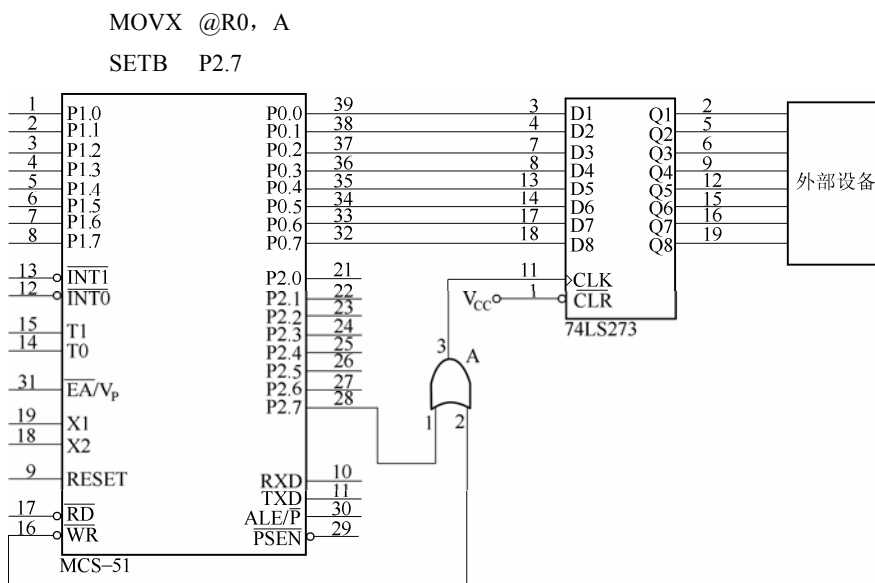 MOVX @R0，A
SETB P2.7
1 P1.0 P0.0 39 3 D1 Q1 2
2 P1.1 P0.1 38 4 D2 Q2 5
3 P1.2 P0.2 37 7 D3 Q3 6
4 P1.3 P0.3 36 8 D4 Q4 9
5 P1.4 P0.4 35 13 D5 Q5 12
6 P1.5 P0.5 34 14 D6 Q6 15
7 P1.6 P0.6 33 17 D7 Q7 16
8 P1.7 P0.7 32 18 D8 Q8 19
外部设备
13 INT1 P2.0 21 11 CLK
12 INT0 P2.1 22 VCC 1 CLR
P2.2 23
74LS273
15 T1 P2.3 24
14 T0 P2.4 25 3 A
P2.5 26
31 EA/VP P2.6 27
P2.7 28
19 X1 1 2
18 X2
9 RESET RXD 10
TXD 11
17 RD ALE/P 30
16 WR PSEN 29
MCS–51